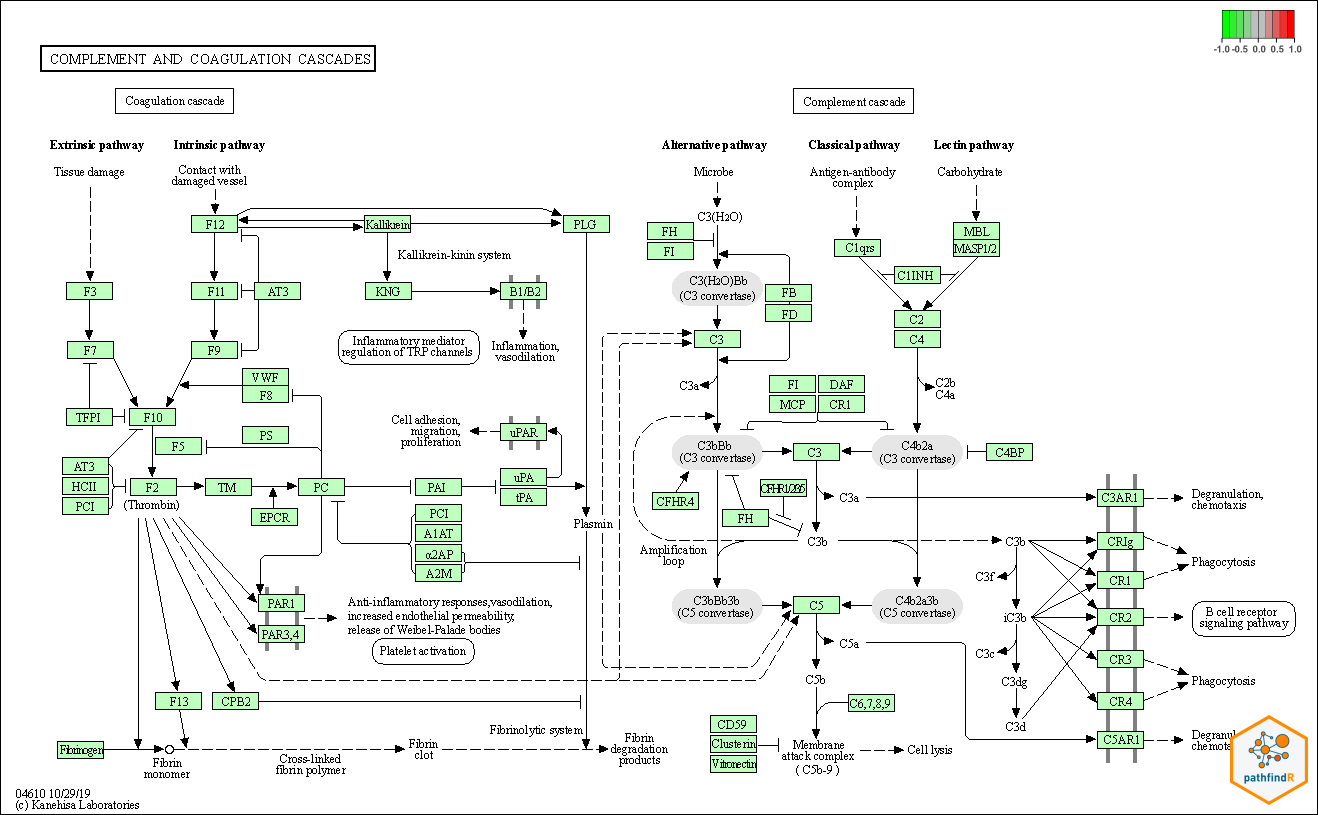 COMPLEMENT AND COAGULATION CASCADES
-1.0 -0.5 0.0 0.5 1.0
Coagulation cascade
Complement cascade
Extrinsic pathway
Intrinsic pathway
Alternative pathway
Classical pathway
Lectin pathway
Tissue damage
Contact with
damaged vessel
Microbe
Antigen-antibody
complex
Carbohydrate
F12
Kallikrein
PLG
C3(H2O)
FH
FI
C1qrs
MBL
MASP1/2
Kallikrein-kinin system
C1INH
F3
F11
AT3
KNG
B1/B2
C3(H2O)Bb
(C3 convertase)
FB
FD
C2
C4
F7
F9
Inflammatory mediator
regulation of TRP channels
Inflammation,
vasodilation
C3
VWF
F8
C3a
FI
DAF
MCP
CR1
C2b
C4a
TFPI
F10
PS
F5
Cell adhesion,
migration,
proliferation
uPAR
C3bBb
(C3 convertase)
C3
C4b2a
(C3 convertase)
C4BP
AT3
HCII
PCI
F2
(Thrombin)
TM
PC
PAI
uPA
tPA
EPCR
PCI
A1AT
α2AP
A2M
Plasmin
CFHR4
FH
C3a
C3AR1
Degranulation,
chemotaxis
Amplification
loop
C3b
C3b
CRIg
Phagocytosis
C3f
CR1
iC3b
CR2
B cell receptor
signaling pathway
C3c
CR3
C3dg
Phagocytosis
CR4
C3d
C3bBb3b
(C5 convertase)
C5
C4b2a3b
(C5 convertase)
PAR1
PAR3,4
Anti-inflammatory responses,vasodilation,
increased endothelial permeability,
release of Weibel-Palade bodies
Platelet activation
C5a
C5b
F13
CPB2
C6,7,8,9
CD59
Clusterin
Vitronectin
Fibrinolytic system
Fibrinogen
Fibrin
monomer
Cross-linked
fibrin polymer
Fibrin
clot
Fibrin
degradation
products
Membrane
attack complex
( C5b-9 )
Cell lysis
C5AR1
pathfindR
04610 10/29/19
(c) Kanehisa Laboratories